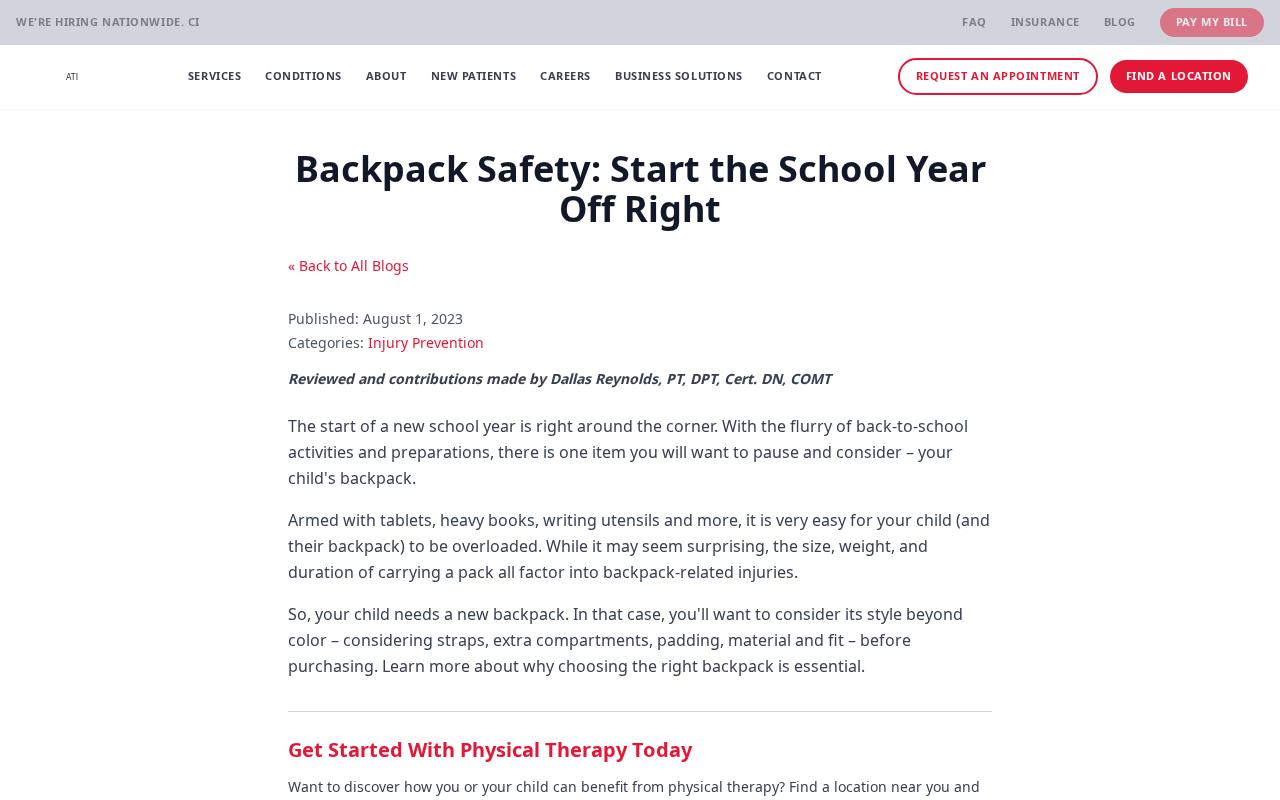 WE'RE HIRING NATIONWIDE. CI
FAQ INSURANCE BLOG PAY MY BILL
ATI SERVICES CONDITIONS ABOUT NEW PATIENTS CAREERS BUSINESS SOLUTIONS CONTACT REQUEST AN APPOINTMENT FIND A LOCATION
Backpack Safety: Start the School Year
Off Right
« Back to All Blogs
Published: August 1, 2023
Categories: Injury Prevention
Reviewed and contributions made by Dallas Reynolds, PT, DPT, Cert. DN, COMT
The start of a new school year is right around the corner. With the flurry of back-to-school
activities and preparations, there is one item you will want to pause and consider – your
child's backpack.
Armed with tablets, heavy books, writing utensils and more, it is very easy for your child (and
their backpack) to be overloaded. While it may seem surprising, the size, weight, and
duration of carrying a pack all factor into backpack-related injuries.
So, your child needs a new backpack. In that case, you'll want to consider its style beyond
color – considering straps, extra compartments, padding, material and fit – before
purchasing. Learn more about why choosing the right backpack is essential.
Get Started With Physical Therapy Today
Want to discover how you or your child can benefit from physical therapy? Find a location near you and